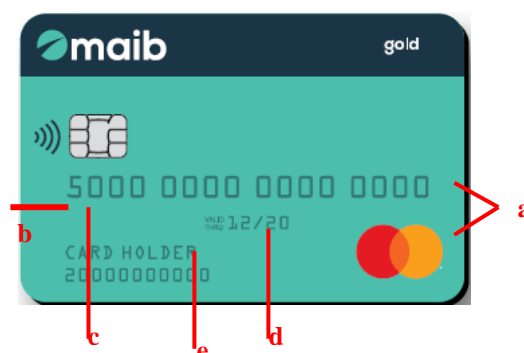 maib gold
5000 0000 0000 0000 a
b
VALID THRU 12/20
CARD HOLDER
20000000000
c e d